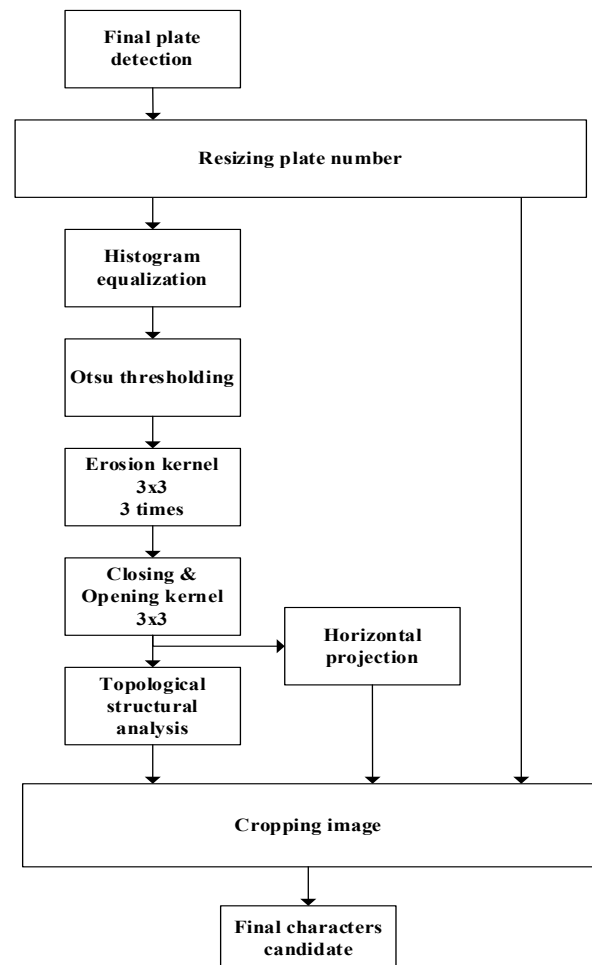 Final plate
detection
Resizing plate number
Histogram
equalization
Otsu thresholding
Erosion kernel
3x3
3 times
Closing &
Opening kernel
3x3
Horizontal
projection
Topological
structural
analysis
Cropping image
Final characters
candidate